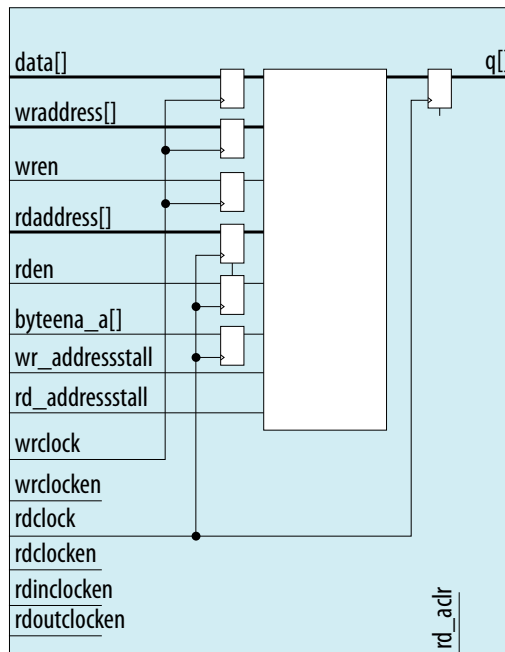 data[]
q[]
wraddress[]
wren
rdaddress[]
rden
byteena_a[]
wr_addressstall
rd_addressstall
wrclock
wrclocken
rdclock
rdclocken
rdinclocken
rdoutclocken
rd_aclr